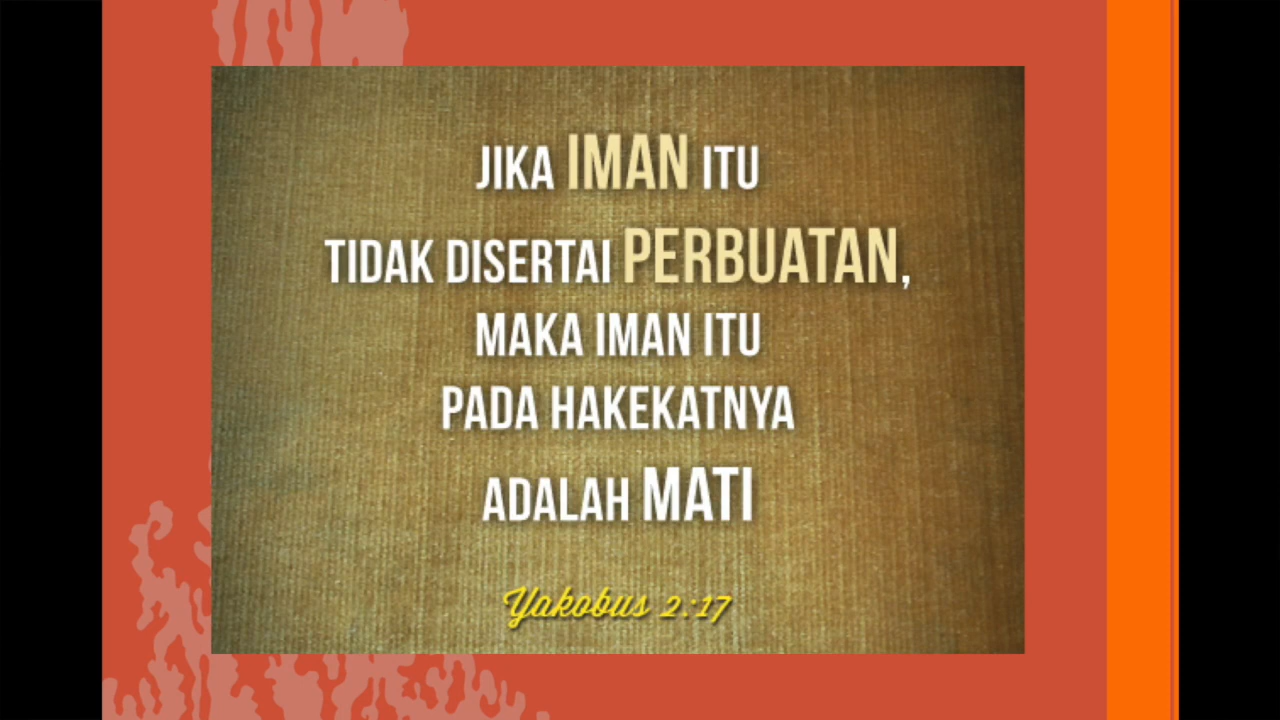 JIKA IMAN ITU
TIDAK DISERTAI PERBUATAN,
MAKA IMAN ITU
PADA HAKEKATNYA
ADALAH MATI
Yakobus 2:17